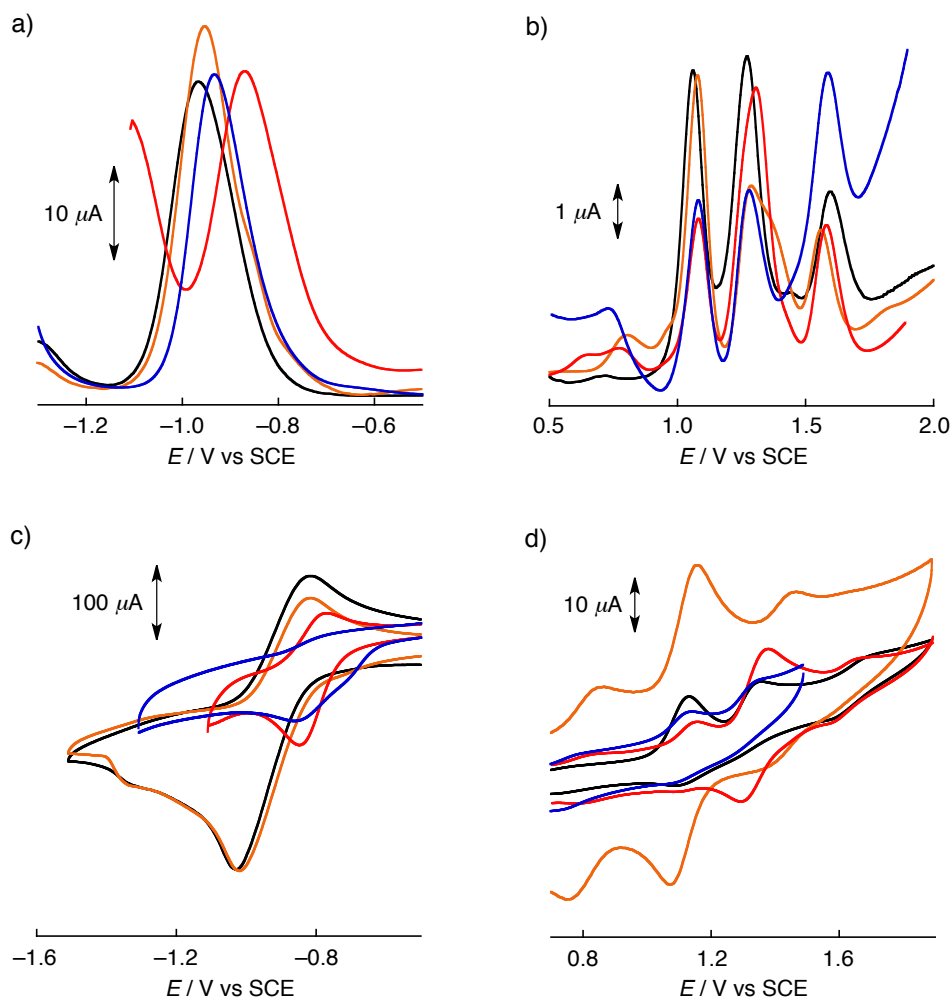 a)
10 μA
–1.2 –1.0 –0.8 –0.6
E / V vs SCE
b)
1 μA
0.5 1.0 1.5 2.0
E / V vs SCE
c)
100 μA
–1.6 –1.2 –0.8
E / V vs SCE
d)
10 μA
0.8 1.2 1.6
E / V vs SCE